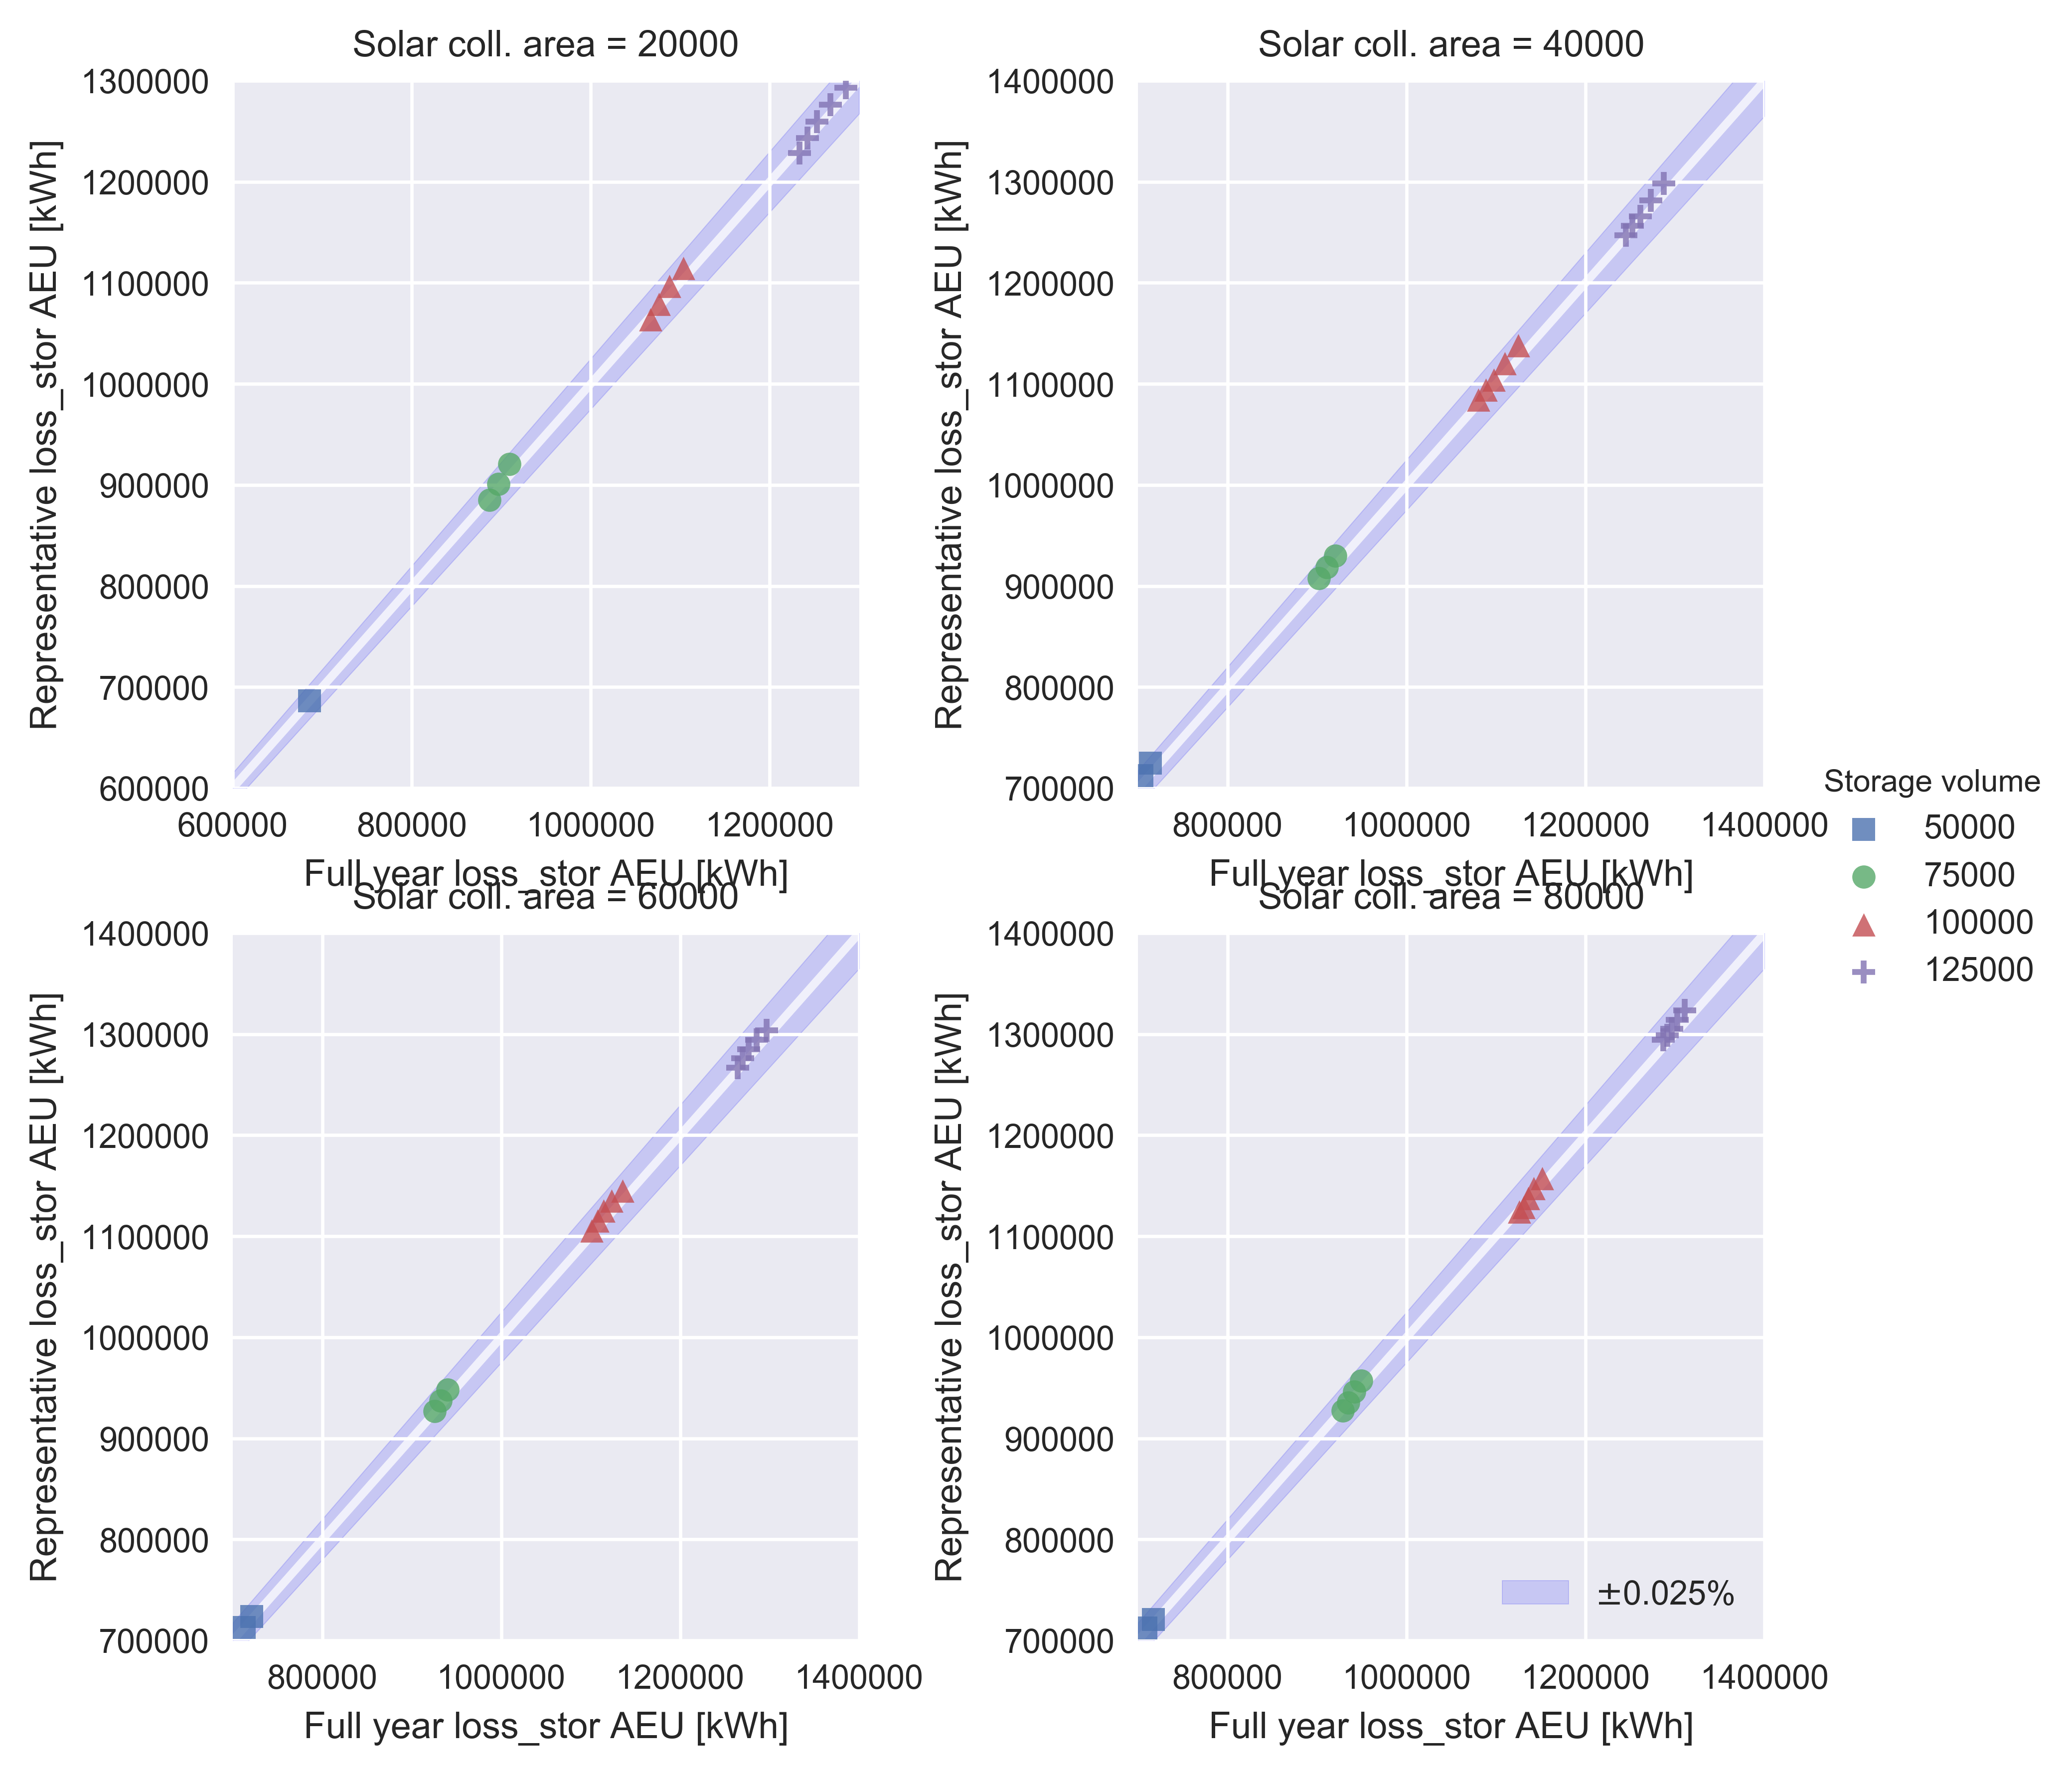 Solar coll. area = 20000
1300000
1200000
1100000
1000000
900000
800000
700000
600000
Representative loss_stor AEU [kWh]
600000 800000 1000000 1200000
Full year loss_stor AEU [kWh]
Solar coll. area = 40000
1400000
1300000
1200000
1100000
1000000
900000
800000
700000
Representative loss_stor AEU [kWh]
800000 1000000 1200000 1400000
Full year loss_stor AEU [kWh]
Storage volume
50000
75000
100000
125000
Solar coll. area = 60000
1400000
1300000
1200000
1100000
1000000
900000
800000
700000
Representative loss_stor AEU [kWh]
800000 1000000 1200000 1400000
Full year loss_stor AEU [kWh]
Solar coll. area = 80000
1400000
1300000
1200000
1100000
1000000
900000
800000
700000
Representative loss_stor AEU [kWh]
±0.025%
800000 1000000 1200000 1400000
Full year loss_stor AEU [kWh]